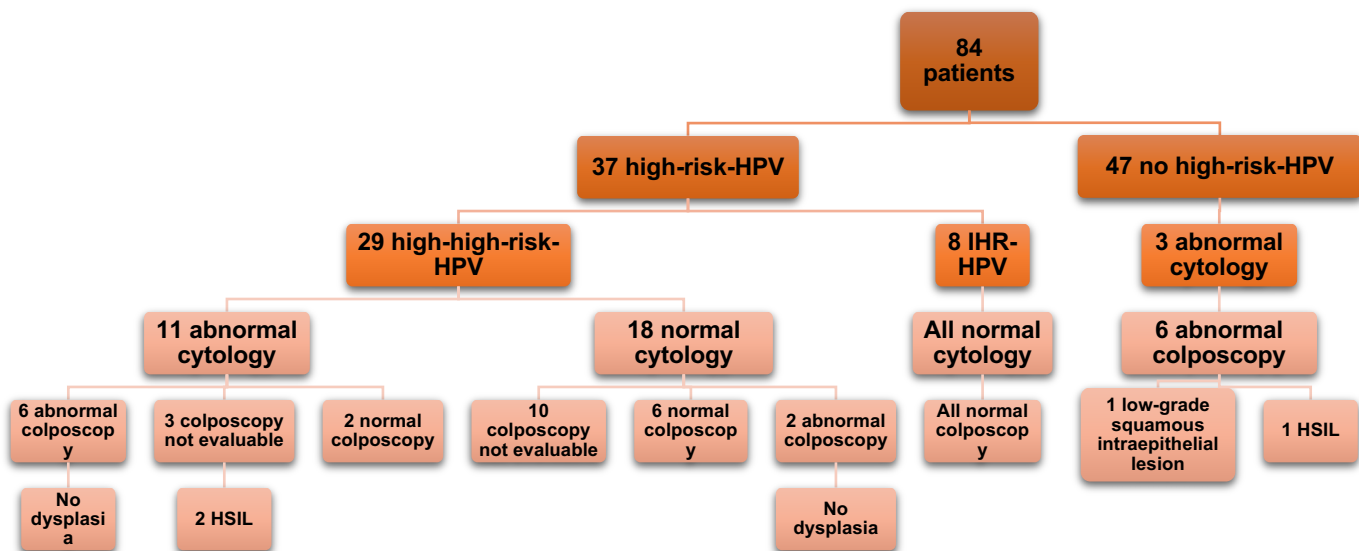 84
patients
37 high-risk-HPV
47 no high-risk-HPV
29 high-high-risk-
HPV
8 IHR-
HPV
3 abnormal
cytology
11 abnormal
cytology
18 normal
cytology
All normal
cytology
6 abnormal
colposcopy
6 abnormal
colposcop
y
3 colposcopy
not evaluable
2 normal
colposcopy
10
colposcopy
not evaluable
6 normal
colposcop
y
2 abnormal
colposcopy
All normal
colposcop
y
1 low-grade
squamous
intraepithelial
lesion
1 HSIL
No
dysplasi
a
2 HSIL
No
dysplasia